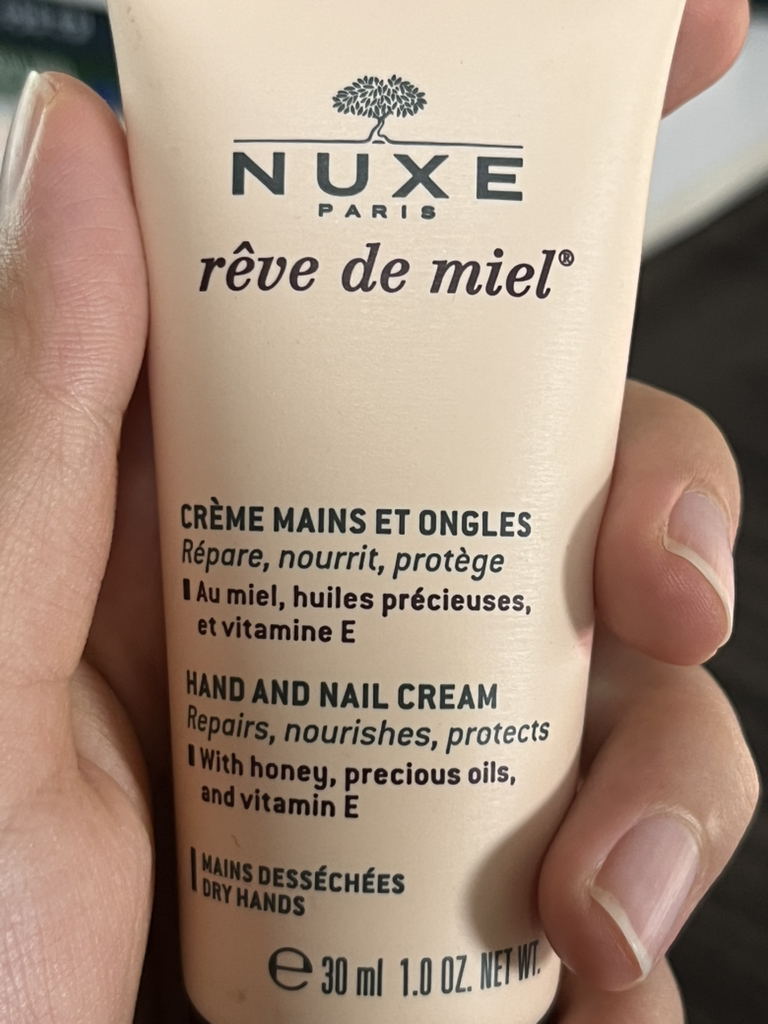 NUXE
PARIS
rêve de miel®
CRÈME MAINS ET ONGLES
Répare, nourrit, protège
Au miel, huiles précieuses,
et vitamine E
HAND AND NAIL CREAM
Repairs, nourishes, protects
With honey, precious oils,
and vitamin E
MAINS DESSÉCHÉES
DRY HANDS
℮ 30 ml 1.0 OZ. NET WT.